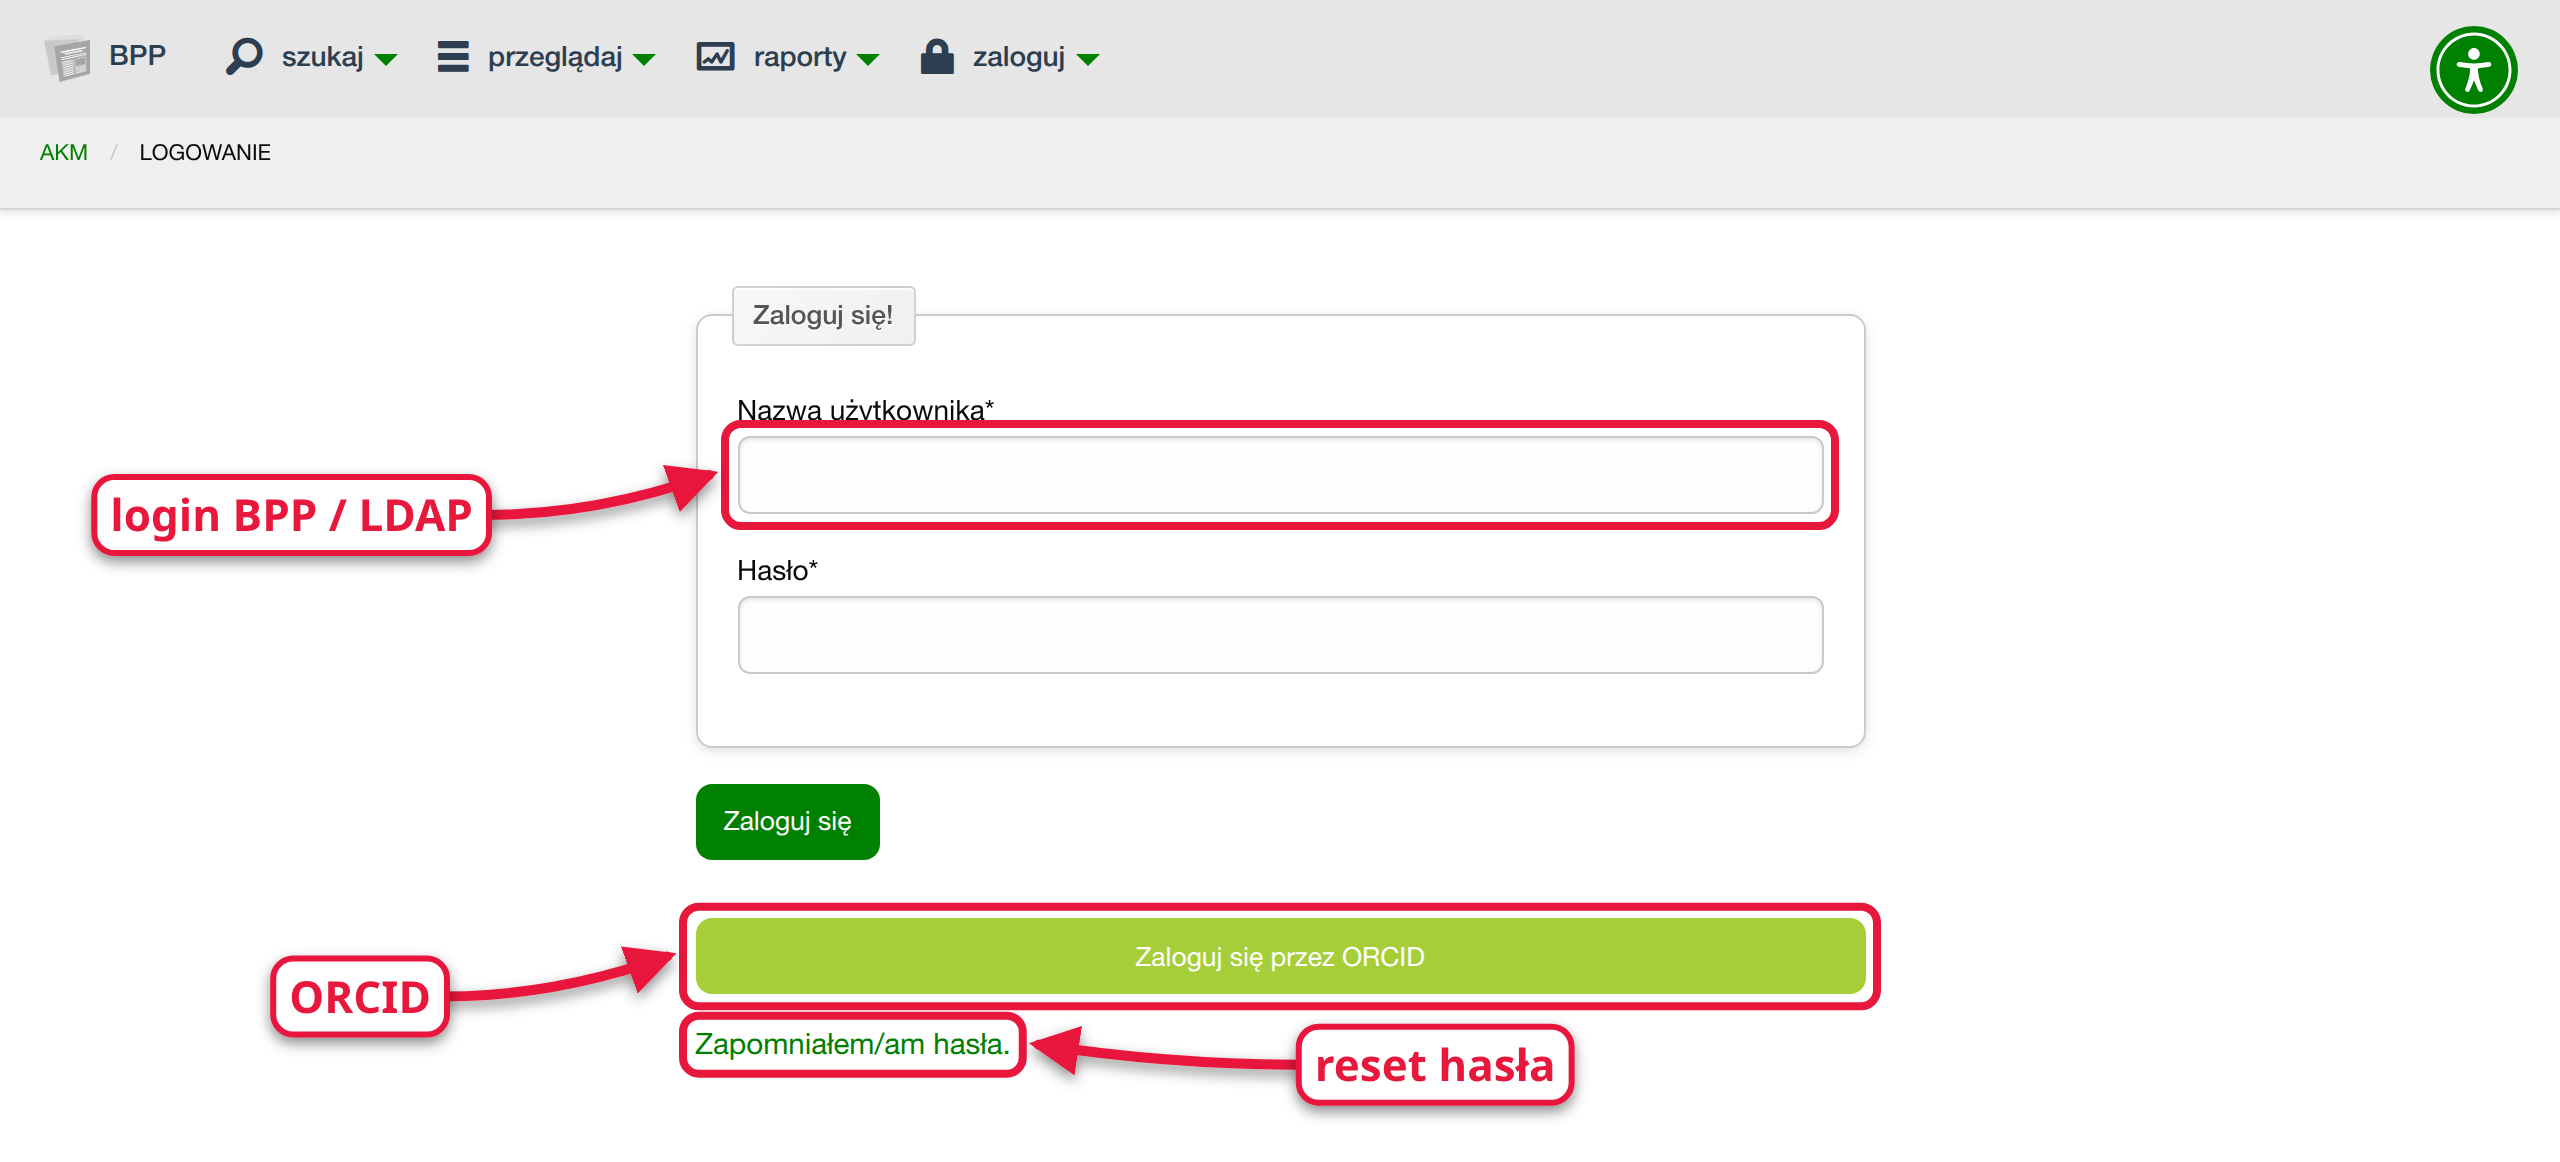 BPP szukaj przeglądaj raporty zaloguj
AKM / LOGOWANIE
Zaloguj się!
Nazwa użytkownika*
login BPP / LDAP
Hasło*
Zaloguj się
Zaloguj się przez ORCID
ORCID
Zapomniałem/am hasła.
reset hasła